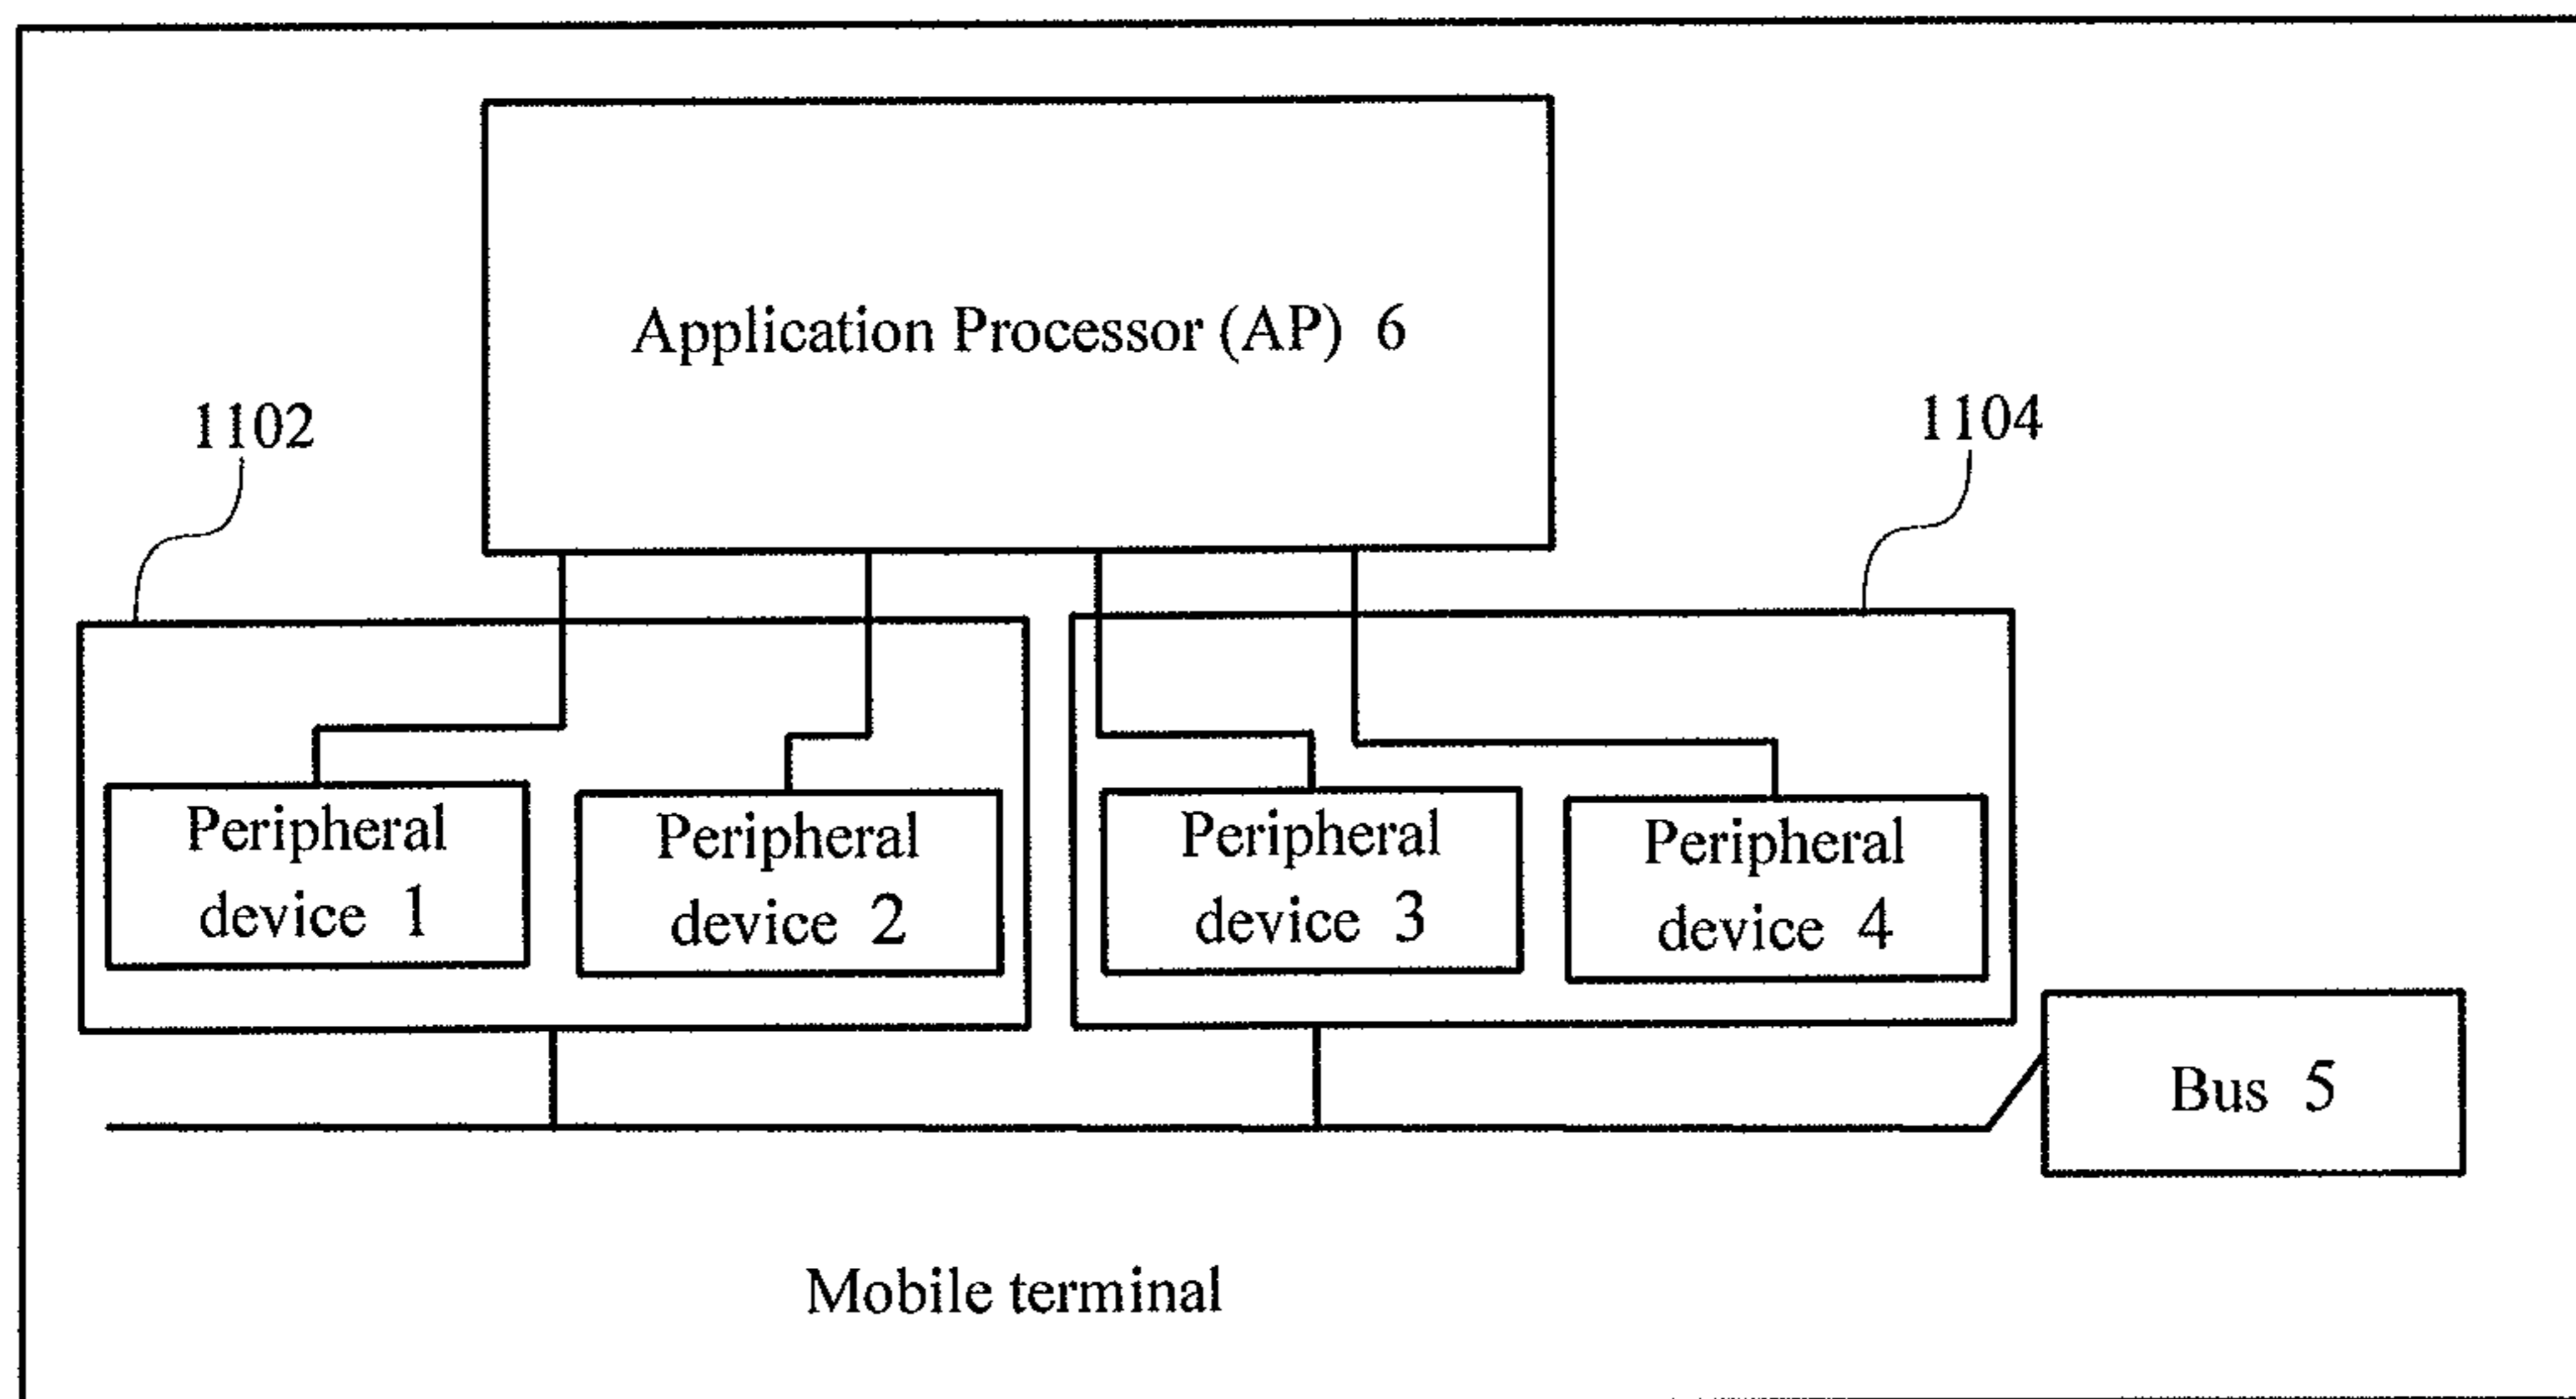 Application Processor (AP) 6
1102
1104
Peripheral
device 1
Peripheral
device 2
Peripheral
device 3
Peripheral
device 4
Bus 5
Mobile terminal